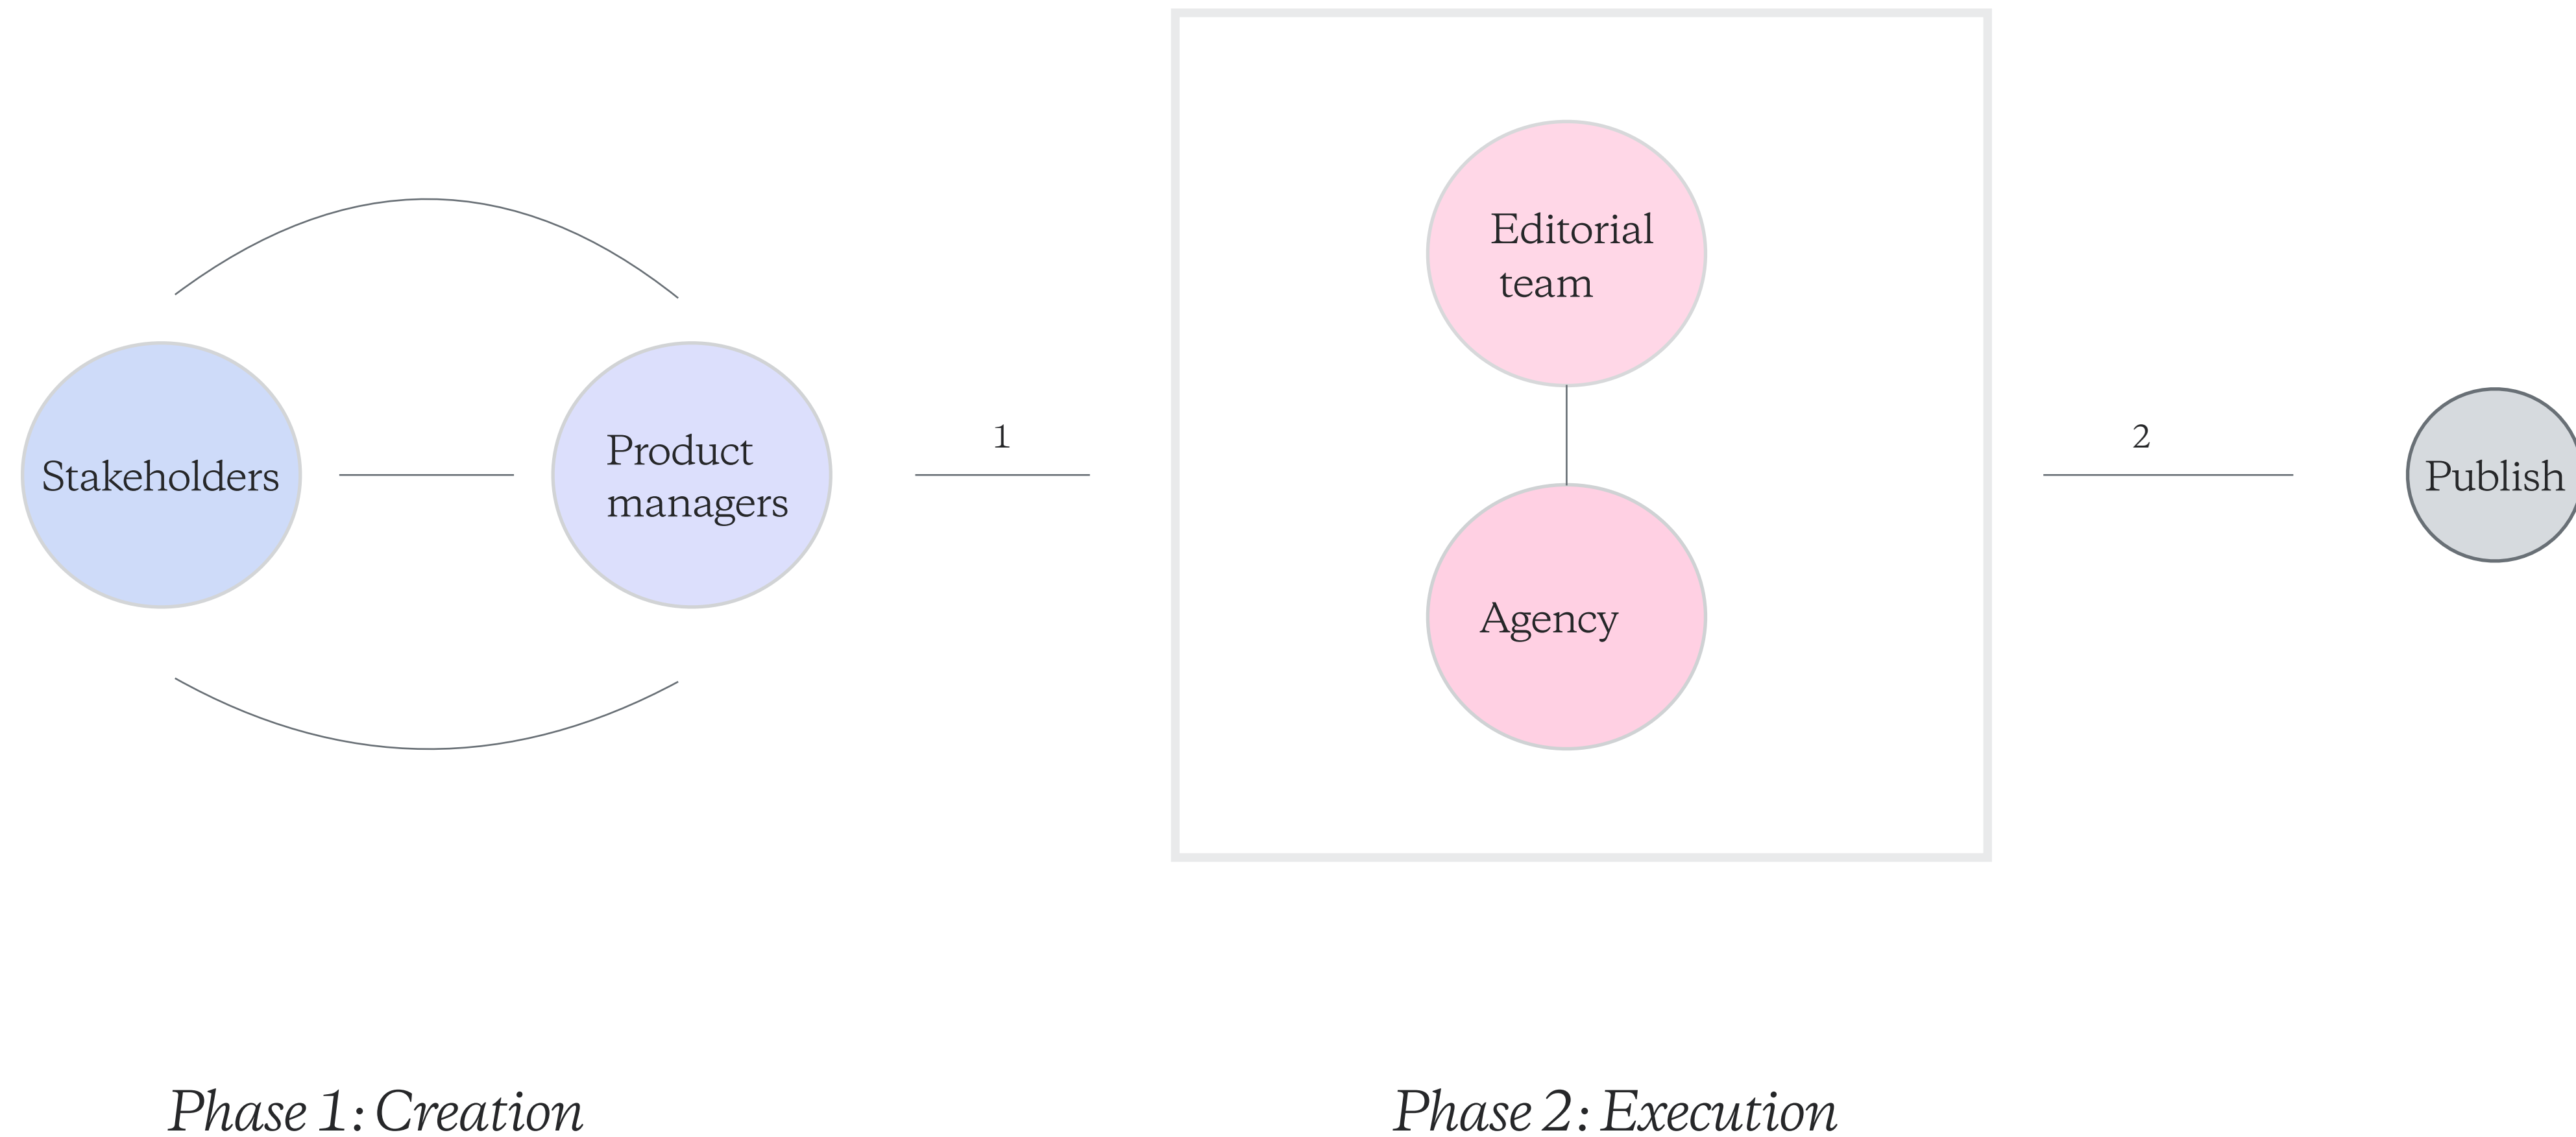 Stakeholders
Product
managers
1
Editorial
team
Agency
2
Publish
Phase 1: Creation
Phase 2: Execution